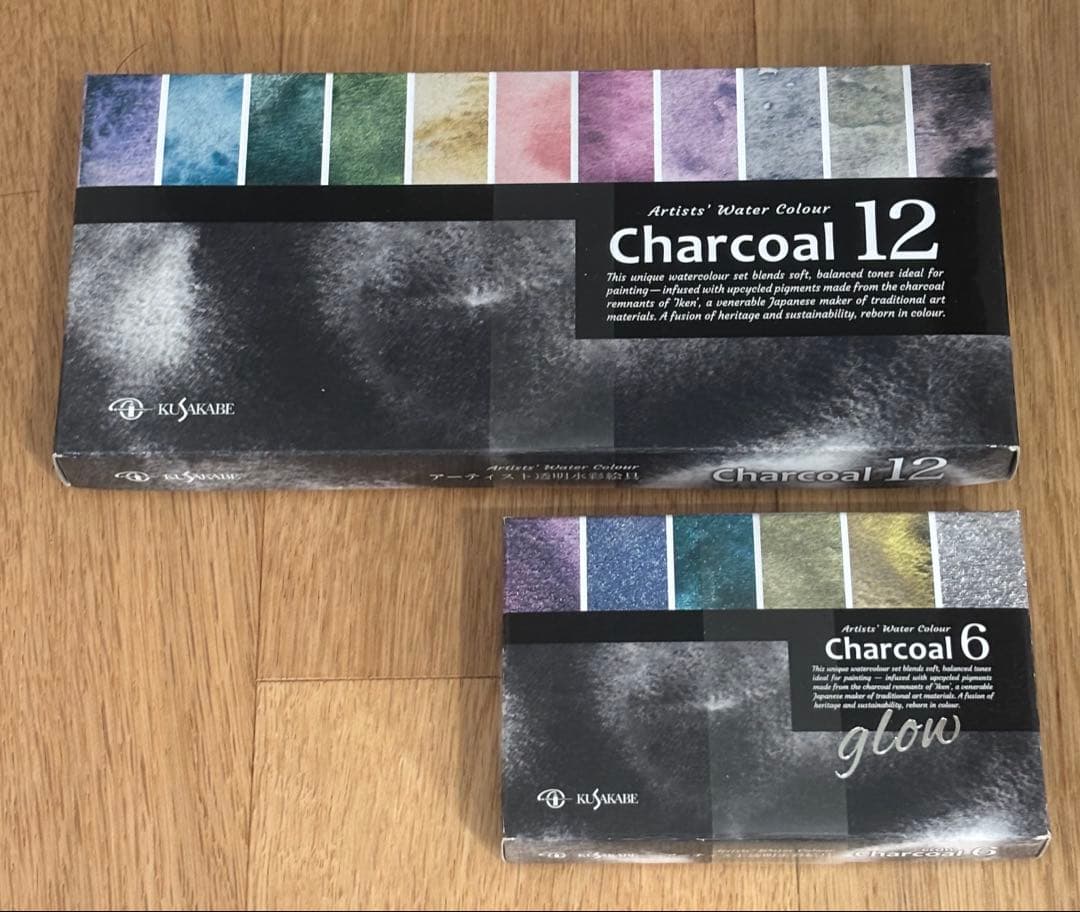 Artists' Water Colour
Charcoal 12
This unique watercolour set blends soft, balanced tones ideal for
painting — infused with upcycled pigments made from the charcoal
remnants of 'Iken', a venerable Japanese maker of traditional art
materials. A fusion of heritage and sustainability, reborn in colour.
KUSAKABE
KUSAKABE
Artists' Water Colour
アーティスト透明水彩絵具
Charcoal 12
Artists' Water Colour
Charcoal 6
This unique watercolour set blends soft, balanced tones
ideal for painting — infused with upcycled pigments
made from the charcoal remnants of 'Iken', a venerable
Japanese maker of traditional art materials. A fusion of
heritage and sustainability, reborn in colour.
glow
KUSAKABE
Charcoal 6